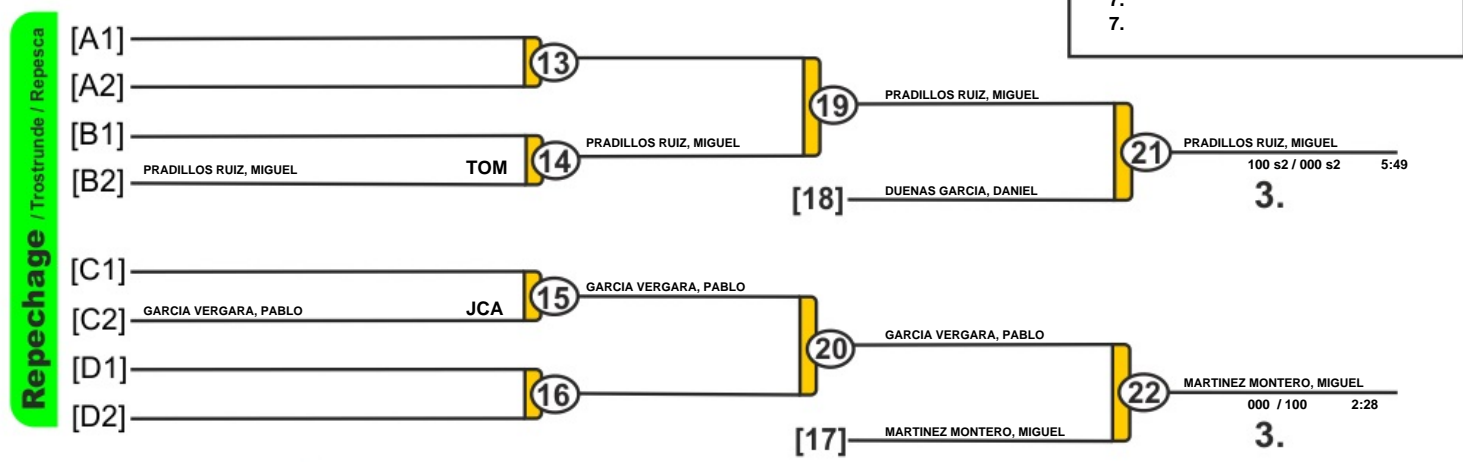 7.
7.
Repechage / Trostrunde / Repesca
[A1]
13
[A2]
19
PRADILLOS RUIZ, MIGUEL
[B1]
14
PRADILLOS RUIZ, MIGUEL
21
PRADILLOS RUIZ, MIGUEL
100 s2 / 000 s2 5:49
3.
[B2] PRADILLOS RUIZ, MIGUEL TOM
[18] DUENAS GARCIA, DANIEL
[C1]
15
GARCIA VERGARA, PABLO
[C2] GARCIA VERGARA, PABLO JCA
20
GARCIA VERGARA, PABLO
[D1]
16
22
MARTINEZ MONTERO, MIGUEL
000 / 100 2:28
3.
[D2]
[17] MARTINEZ MONTERO, MIGUEL